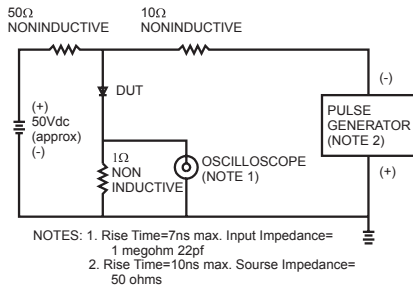 50Ω
NONINDUCTIVE
10Ω
NONINDUCTIVE
(+)
50Vdc
(approx)
(-)
DUT
1Ω
NON
INDUCTIVE
OSCILLOSCOPE
(NOTE 1)
(-)
PULSE
GENERATOR
(NOTE 2)
(+)
NOTES: 1. Rise Time=7ns max. Input Impedance=
1 megohm 22pf
2. Rise Time=10ns max. Sourse Impedance=
50 ohms